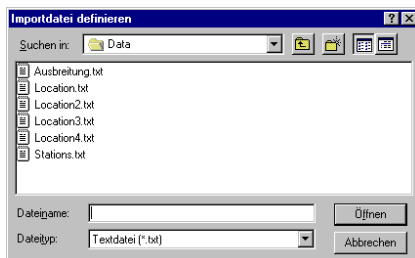 Importdatei definieren
Suchen in: Data
Ausbreitung.txt
Location.txt
Location2.txt
Location3.txt
Location4.txt
Stations.txt
Dateiname: Öffnen
Dateityp: Textdatei (*.txt) Abbrechen